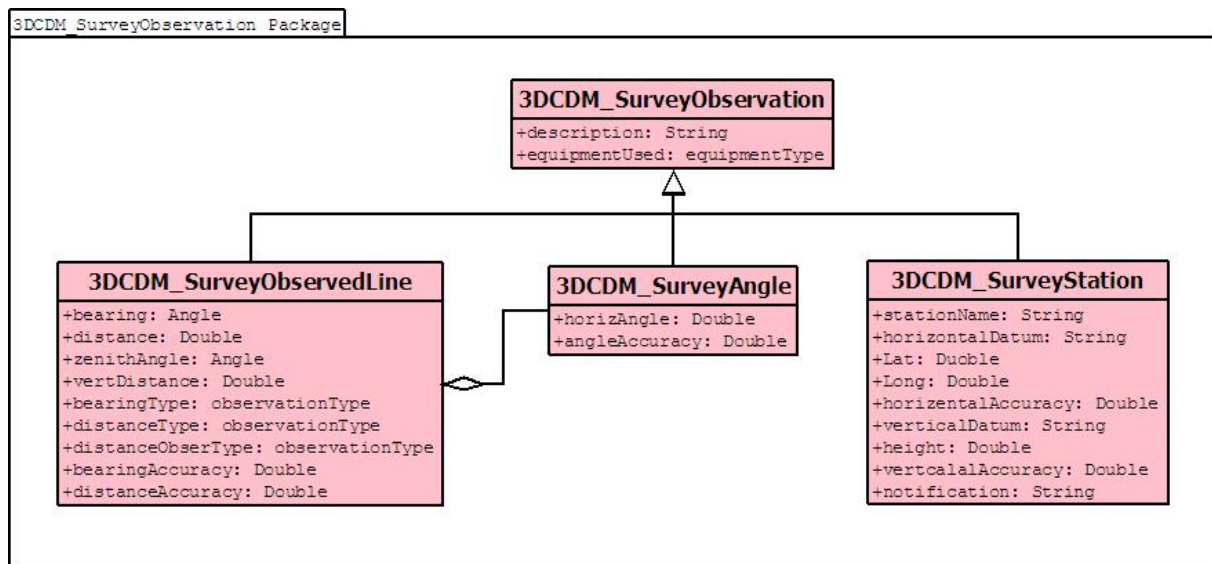 3DCDM_SurveyObservation Package
3DCDM_SurveyObservation
+description: String
+equipmentUsed: equipmentType
3DCDM_SurveyObservedLine
+bearing: Angle
+distance: Double
+zenithAngle: Angle
+vertDistance: Double
+bearingType: observationType
+distanceType: observationType
+distanceObserType: observationType
+bearingAccuracy: Double
+distanceAccuracy: Double
3DCDM_SurveyAngle
+horizAngle: Double
+angleAccuracy: Double
3DCDM_SurveyStation
+stationName: String
+horizontalDatum: String
+Lat: Duoble
+Long: Double
+horizentalAccuracy: Double
+verticalDatum: String
+height: Double
+vertcalalAccuracy: Double
+notification: String